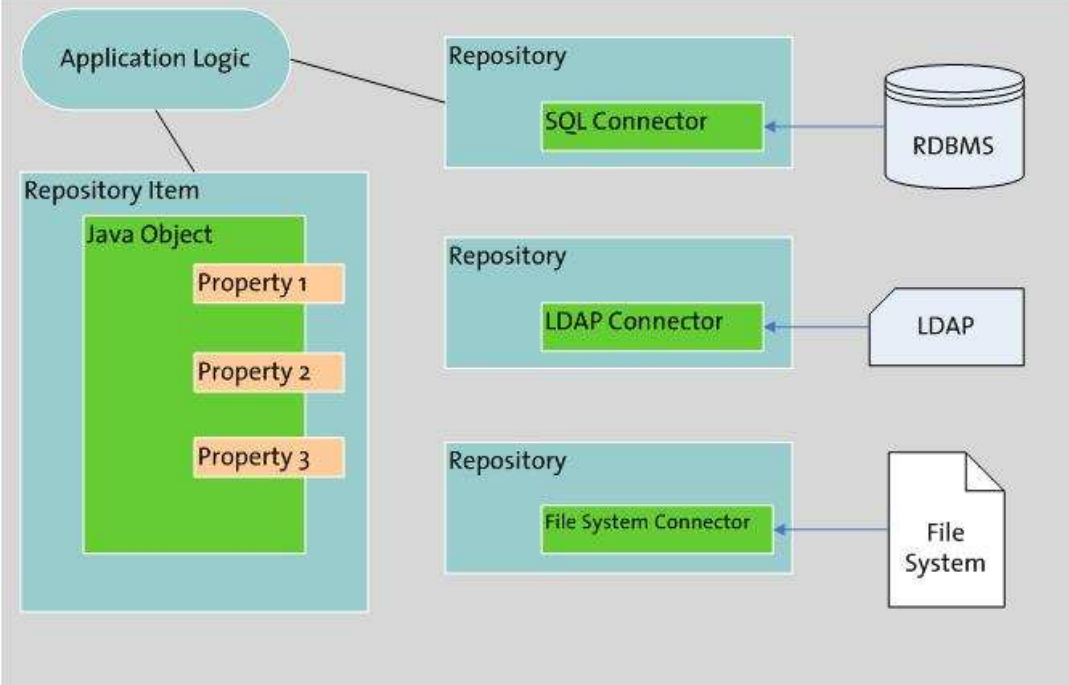 Application Logic
Repository Item
Java Object
Property 1
Property 2
Property 3
Repository
SQL Connector
RDBMS
Repository
LDAP Connector
LDAP
Repository
File System Connector
File
System